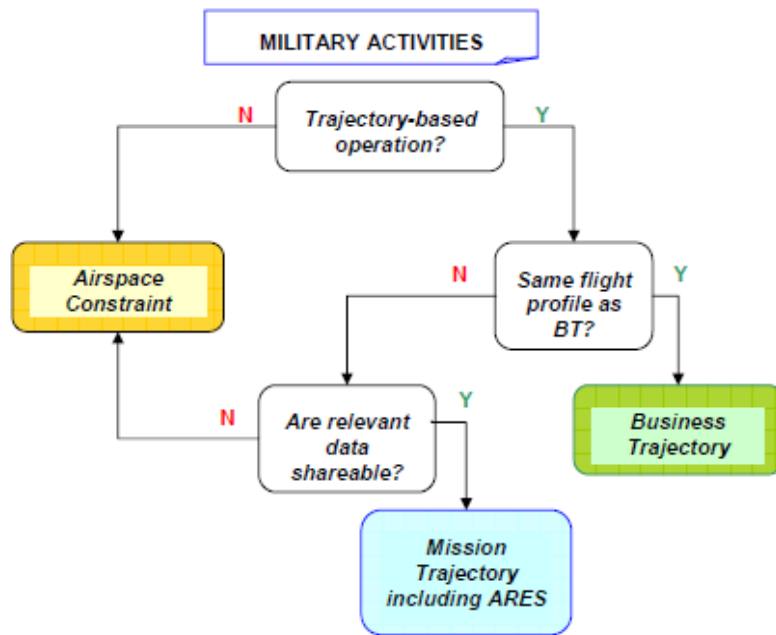 MILITARY ACTIVITIES
N
Trajectory-based
operation?
Y
Airspace
Constraint
N
Same flight
profile as
BT?
Y
N
Are relevant
data
shareable?
Y
Business
Trajectory
Mission
Trajectory
including ARES